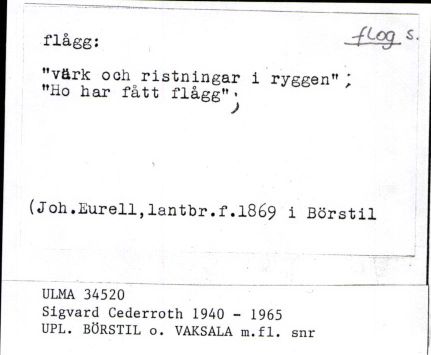 flog s.
flågg:
"värk och ristningar i ryggen";
"Ho har fått flågg";
(Joh.Eurell,lantbr.f.1869 i Börstil
ULMA 34520
Sigvard Cederroth 1940 - 1965
UPL. BÖRSTIL o. VAKSALA m.fl. snr